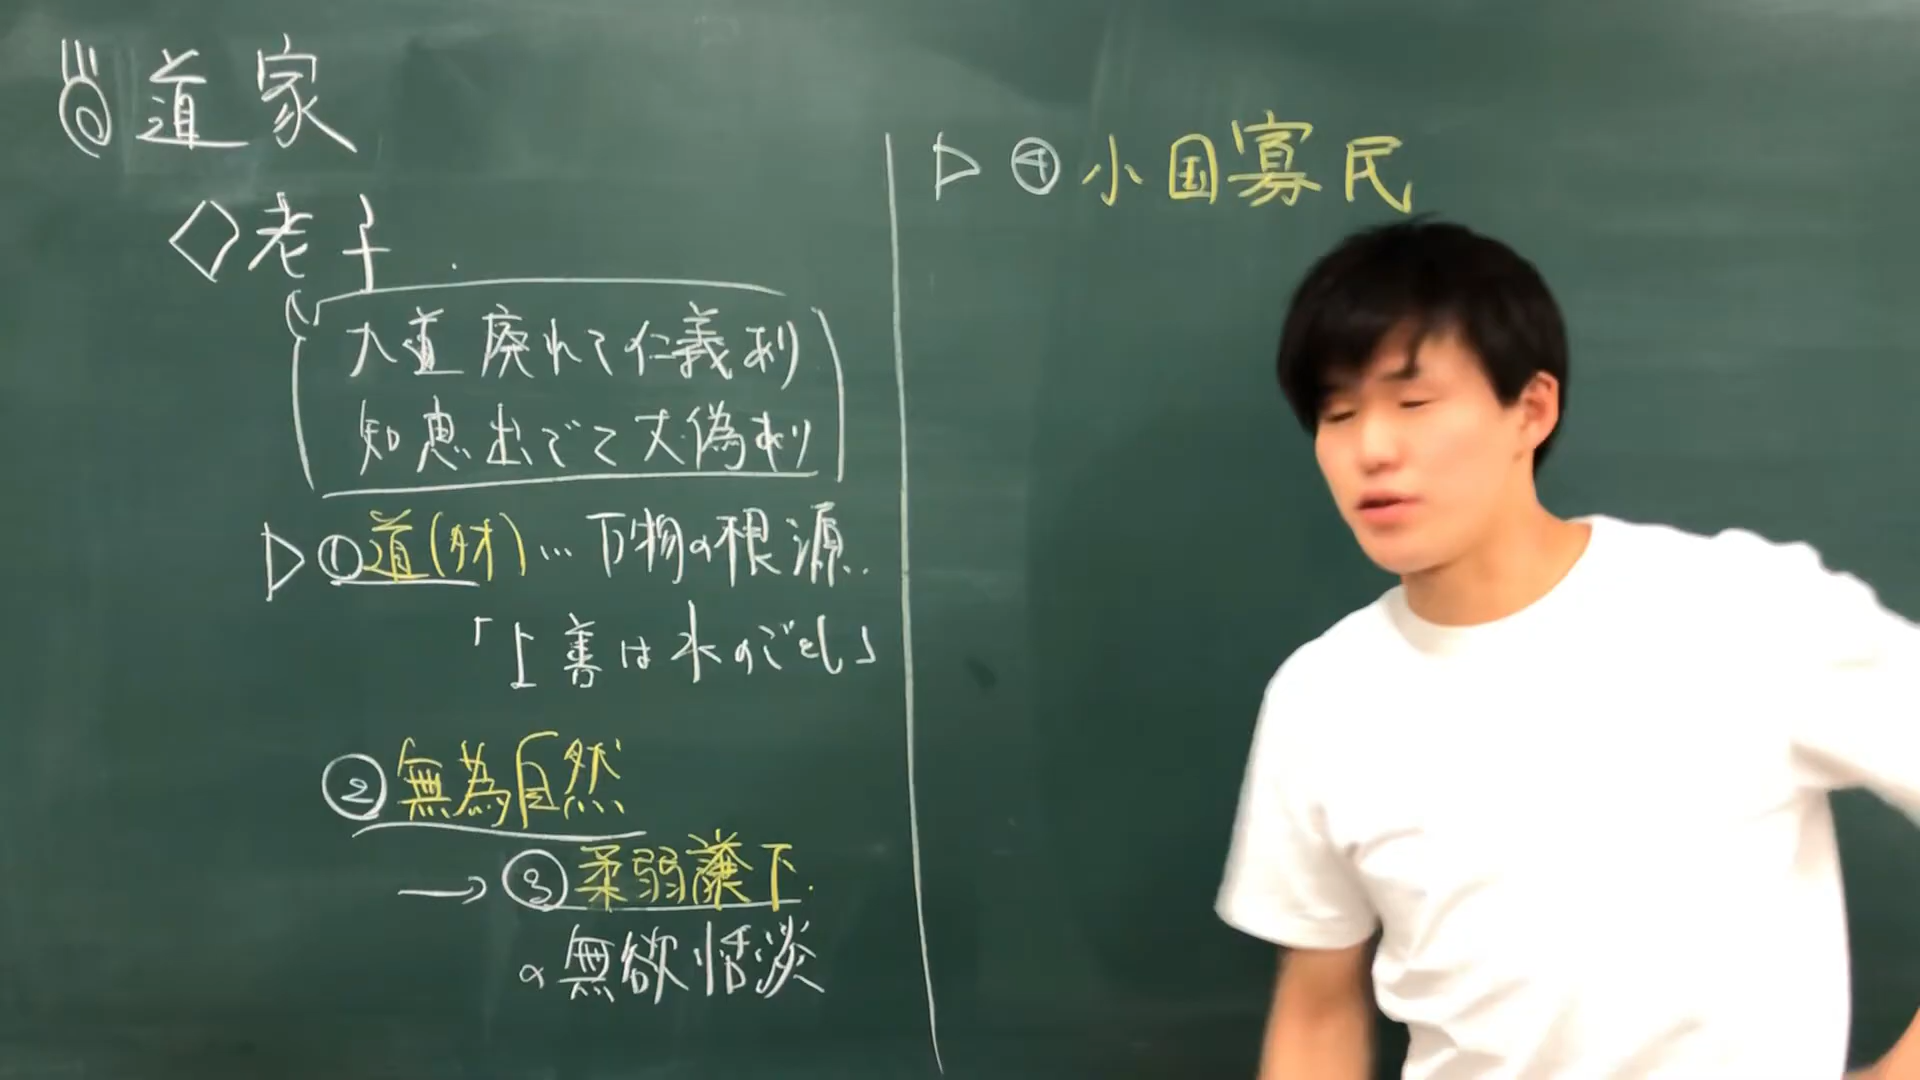 ◎道家
◇老子
大道廃れて仁義あり
知恵出でて大偽あり
▷①道(タオ)…万物の根源.
「上善は水のごとし」
②無為自然
→③柔弱謙下.
。無欲恬淡
▷④小国寡民